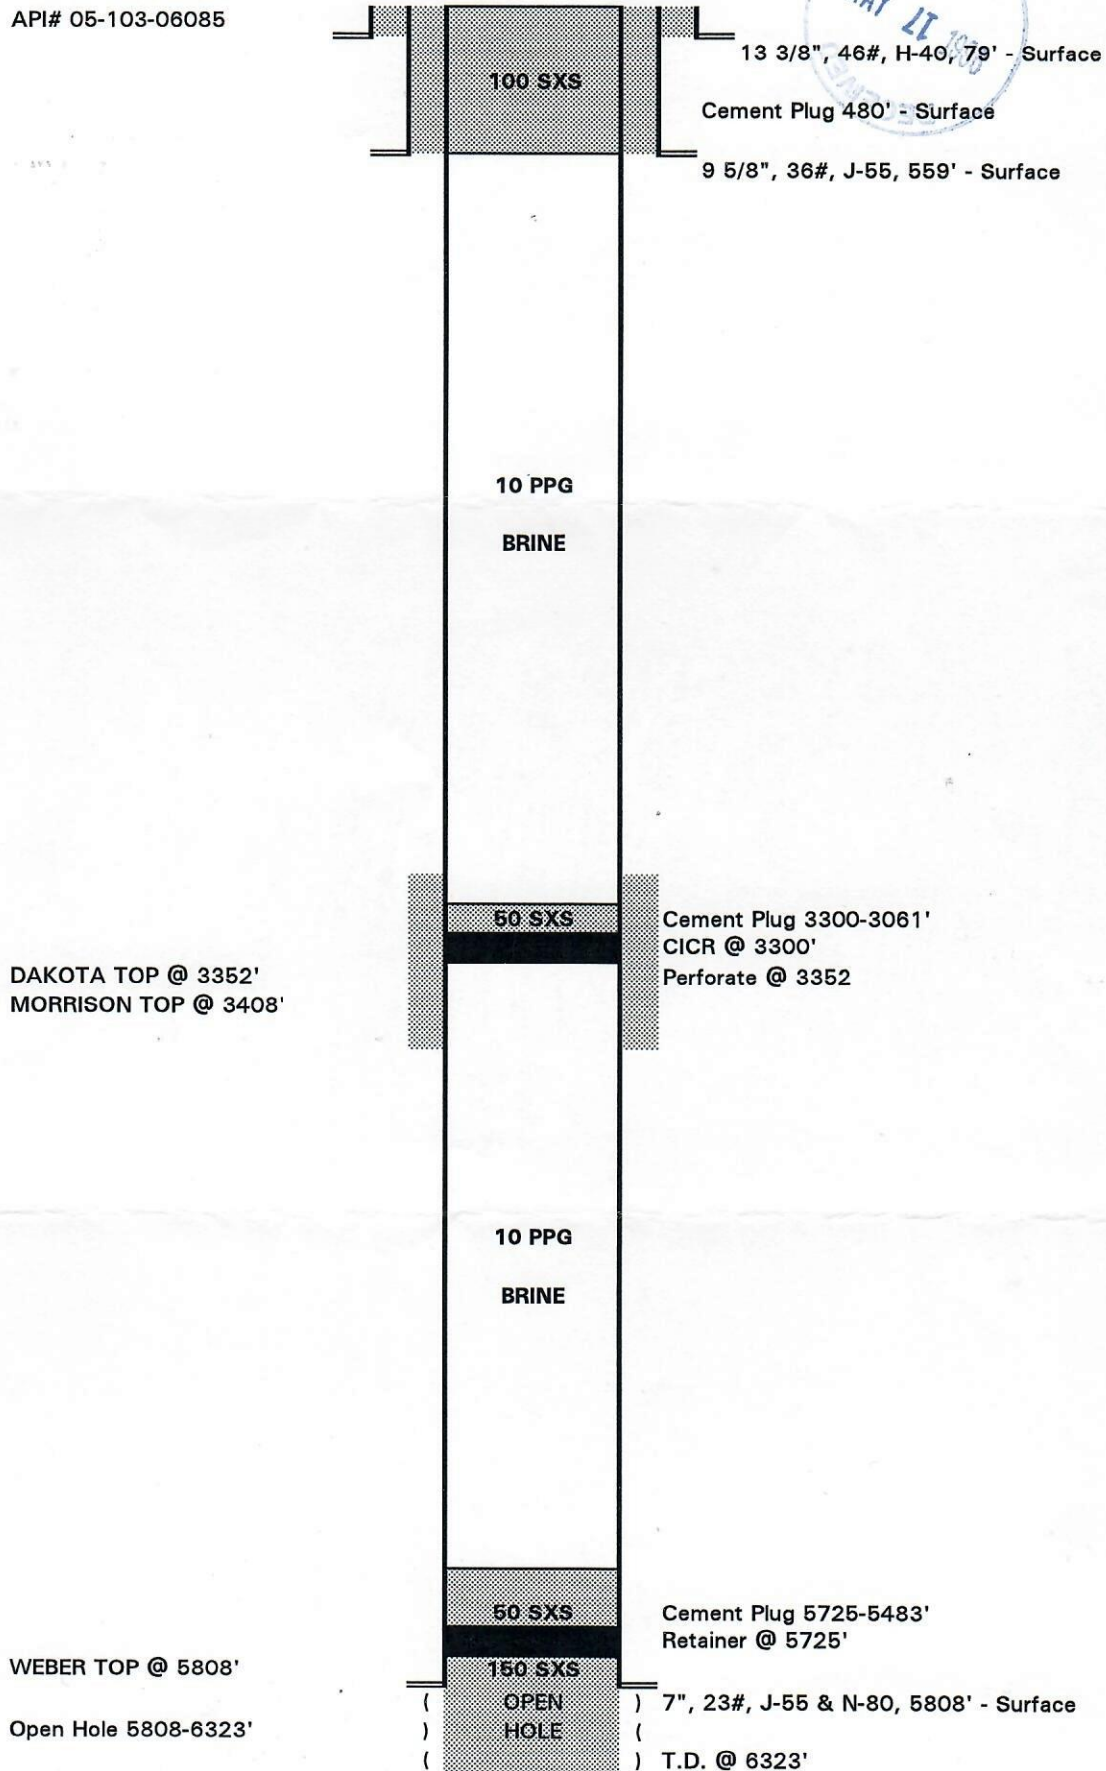 API# 05-103-06085
MAY 17
RECEIVED
13 3/8", 46#, H-40, 79' - Surface
100 SXS
Cement Plug 480' - Surface
9 5/8", 36#, J-55, 559' - Surface
10 PPG
BRINE
50 SXS
Cement Plug 3300-3061'
CICR @ 3300'
DAKOTA TOP @ 3352'
Perforate @ 3352
MORRISON TOP @ 3408'
10 PPG
BRINE
50 SXS
Cement Plug 5725-5483'
Retainer @ 5725'
WEBER TOP @ 5808'
150 SXS
OPEN
7", 23#, J-55 & N-80, 5808' - Surface
Open Hole 5808-6323'
HOLE
T.D. @ 6323'